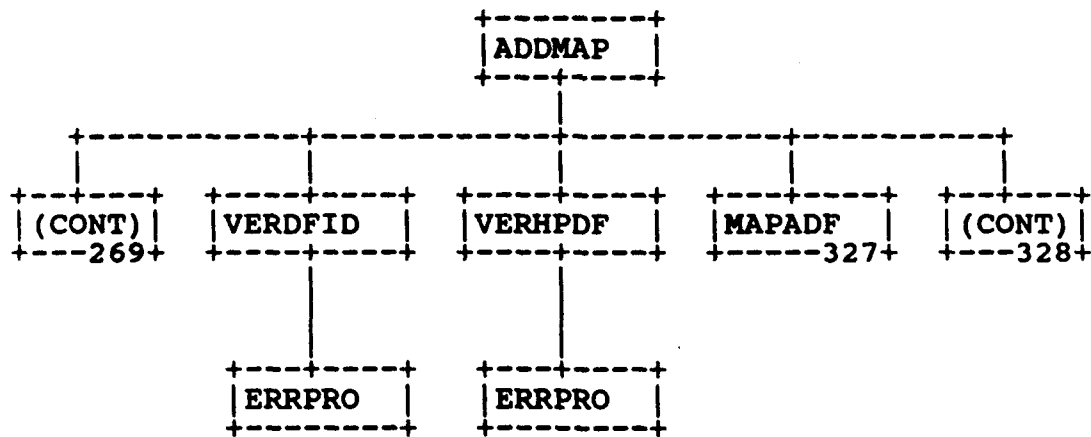 ADDMAP
(CONT) VERDFID VERHPDF MAPADF (CONT)
269 327 328
ERRPRO ERRPRO